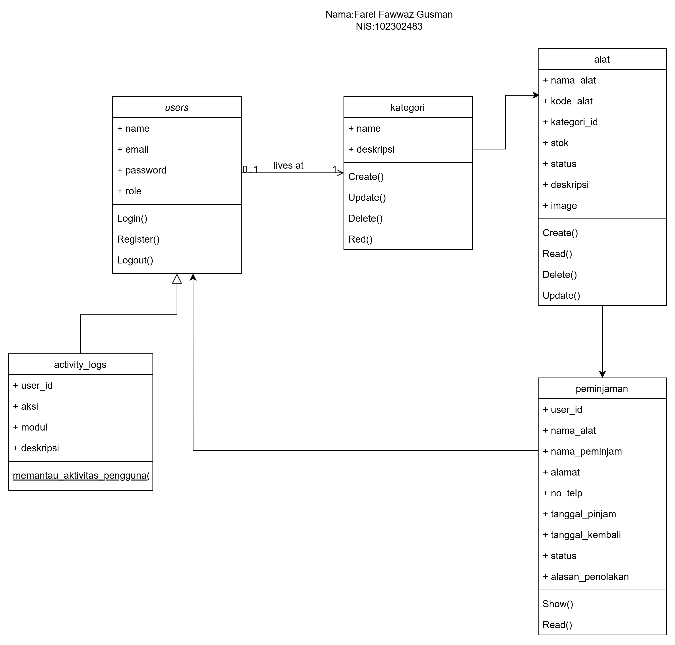 Nama:Farel Fawwaz Gusman
NIS:102302483
users
+ name
+ email
+ password
+ role
Login()
Register()
Logout()
0..1
lives at
1
kategori
+ name
+ deskripsi
Create()
Update()
Delete()
Red()
alat
+ nama_alat
+ kode_alat
+ kategori_id
+ stok
+ status
+ deskripsi
+ image
Create()
Read()
Delete()
Update()
activity_logs
+ user_id
+ aksi
+ modul
+ deskripsi
memantau_aktivitas_pengguna(
peminjaman
+ user_id
+ nama_alat
+ nama_peminjam
+ alamat
+ no_telp
+ tanggal_pinjam
+ tanggal_kembali
+ status
+ alasan_penolakan
Show()
Read()